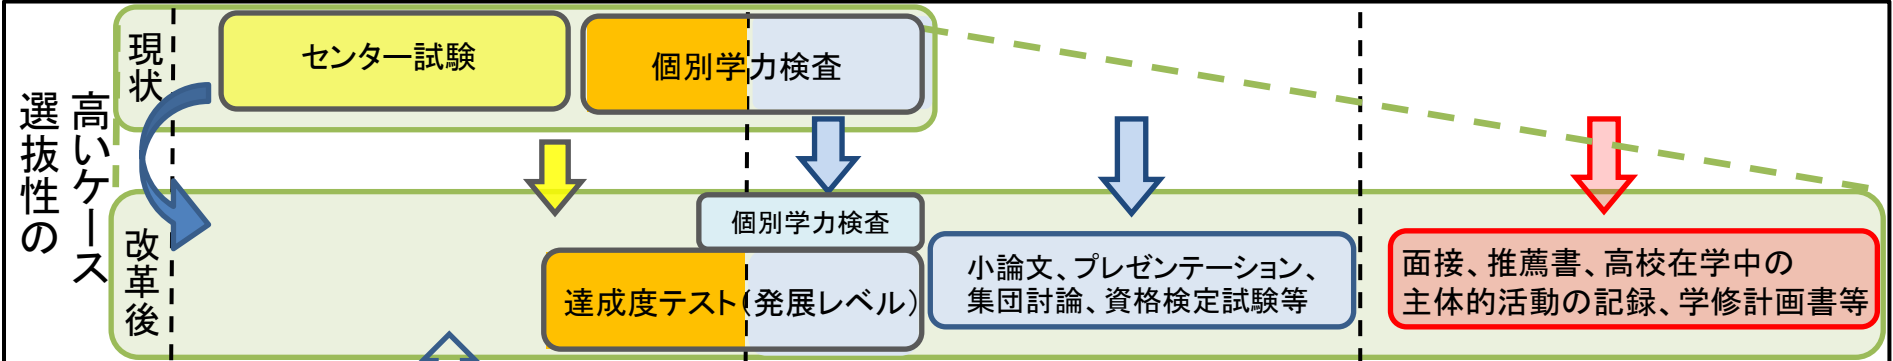 選抜性の
高いケース
現状
センター試験
個別学力検査
改革後
個別学力検査
達成度テスト(発展レベル)
小論文、プレゼンテーション、
集団討論、資格検定試験等
面接、推薦書、高校在学中の
主体的活動の記録、学修計画書等